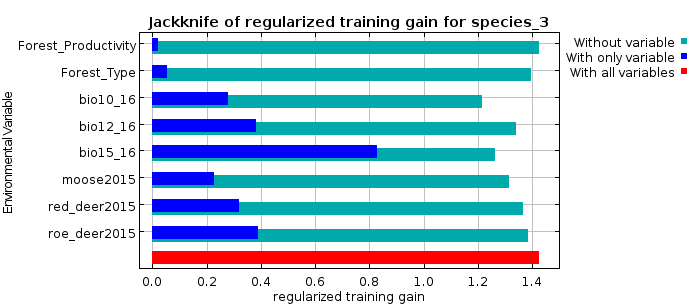 Jackknife of regularized training gain for species_3
Without variable
With only variable
With all variables
Environmental Variable
Forest_Productivity
Forest_Type
bio10_16
bio12_16
bio15_16
moose2015
red_deer2015
roe_deer2015
0.0 0.2 0.4 0.6 0.8 1.0 1.2 1.4
regularized training gain